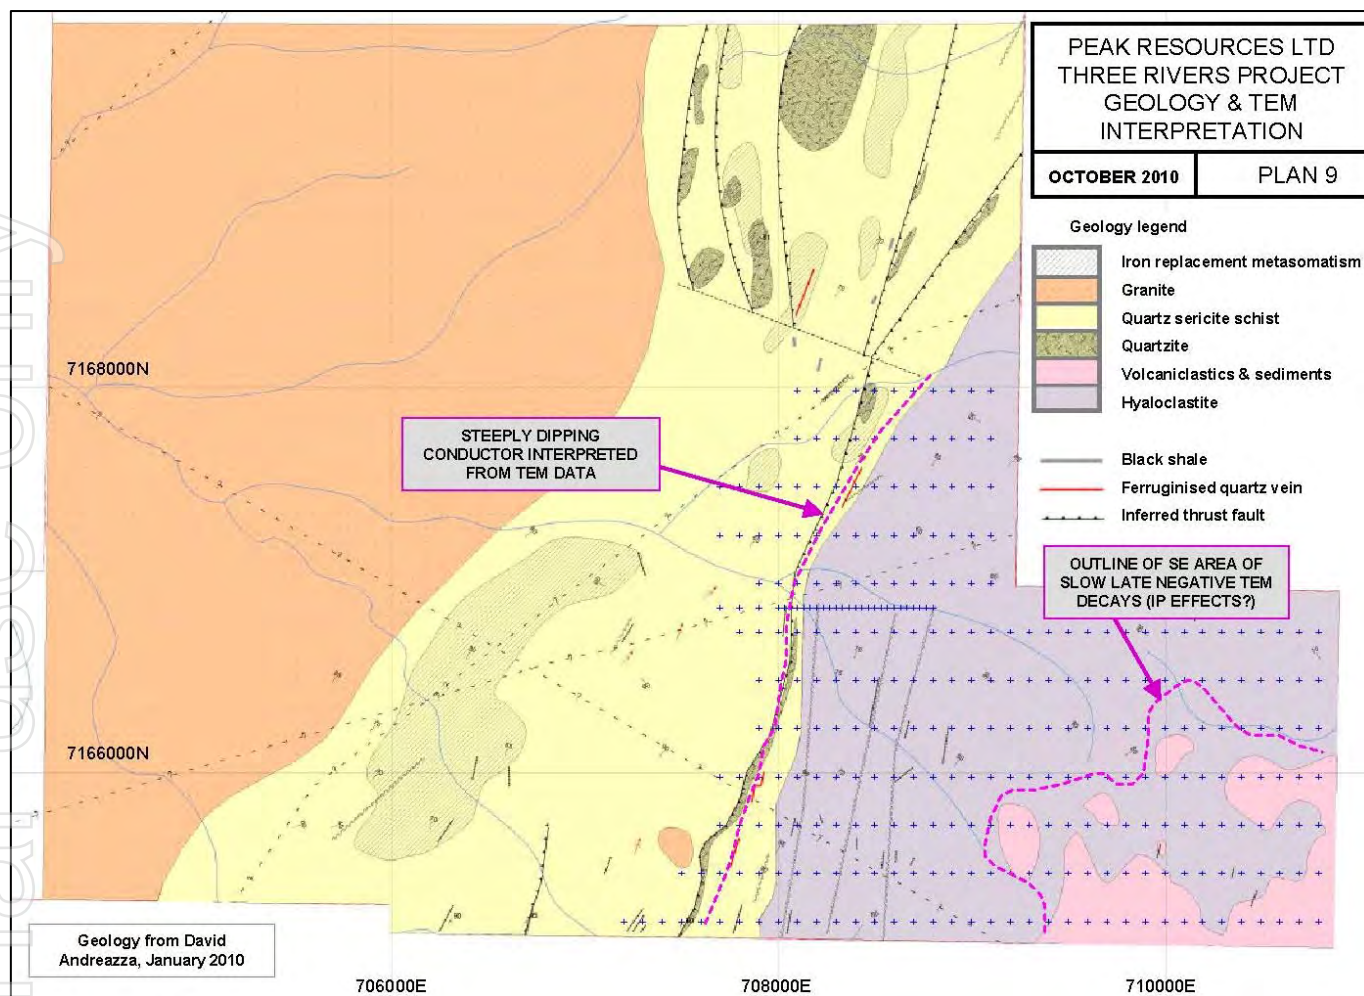 PEAK RESOURCES LTD
THREE RIVERS PROJECT
GEOLOGY & TEM
INTERPRETATION
OCTOBER 2010
PLAN 9
Geology legend
Iron replacement metasomatism
Granite
Quartz sericite schist
Quartzite
Volcaniclastics & sediments
Hyaloclastite
Black shale
Ferruginised quartz vein
Inferred thrust fault
7168000N
STEEPLY DIPPING
CONDUCTOR INTERPRETED
FROM TEM DATA
OUTLINE OF SE AREA OF
SLOW LATE NEGATIVE TEM
DECAYS (IP EFFECTS?)
7166000N
Geology from David
Andreazza, January 2010
706000E
708000E
710000E